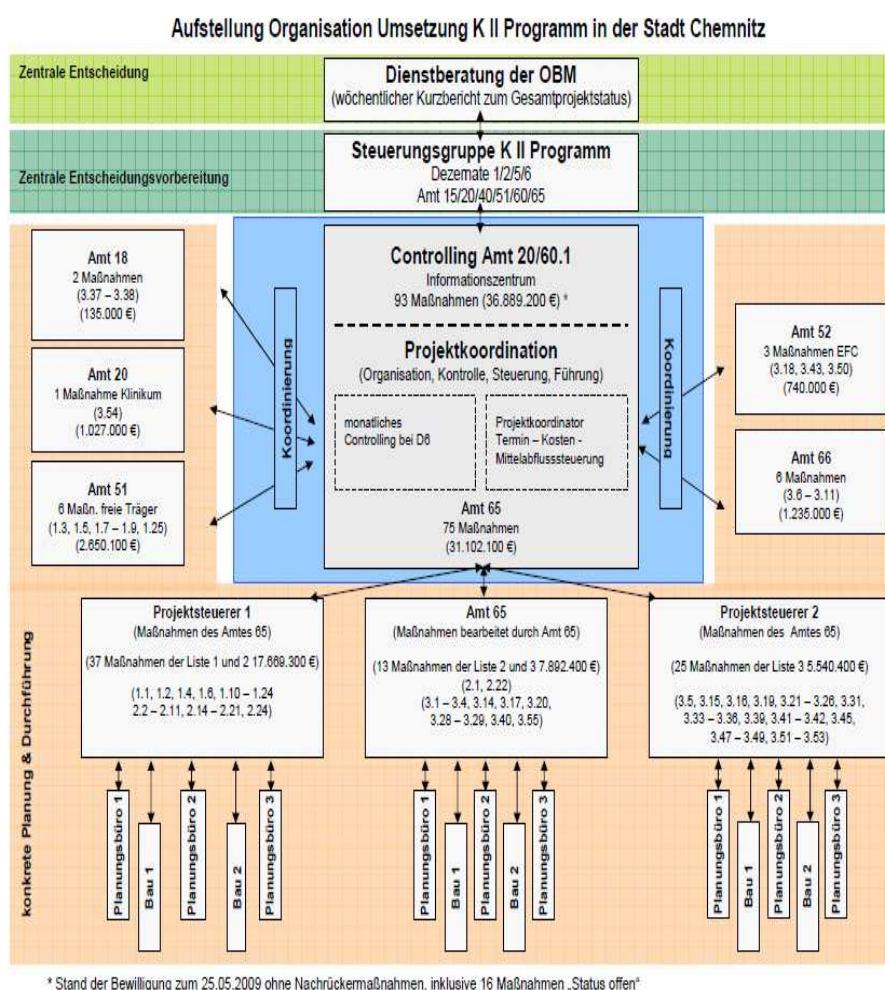 Aufstellung Organisation Umsetzung K II Programm in der Stadt Chemnitz
Zentrale Entscheidung
Dienstberatung der OBM
(wöchentlicher Kurzbericht zum Gesamtprojektstatus)
Zentrale Entscheidungsvorbereitung
Steuerungsgruppe K II Programm
Dezernate 1/2/5/6
Amt 15/20/40/51/60/65
Amt 18
2 Maßnahmen
(3.37 – 3.38)
(135.000 €)
Amt 20
1 Maßnahme Klinikum
(3.54)
(1.027.000 €)
Amt 51
6 Maßn. freie Träger
(1.3, 1.5, 1.7 – 1.9, 1.25)
(2.650.100 €)
Koordinierung
Controlling Amt 20/60.1
Informationszentrum
93 Maßnahmen (36.889.200 €) *
Projektkoordination
(Organisation, Kontrolle, Steuerung, Führung)
monatliches
Controlling bei D6
Projektkoordinator
Termin – Kosten -
Mittelabflusssteuerung
Amt 65
75 Maßnahmen
(31.102.100 €)
Koordinierung
Amt 52
3 Maßnahmen EFC
(3.18, 3.43, 3.50)
(740.000 €)
Amt 66
6 Maßnahmen
(3.6 – 3.11)
(1.235.000 €)
konkrete Planung & Durchführung
Projektsteuerer 1
(Maßnahmen des Amtes 65)
(37 Maßnahmen der Liste 1 und 2 17.669.300 €)
(1.1, 1.2, 1.4, 1.6, 1.10 – 1.24
2.2 – 2.11, 2.14 – 2.21, 2.24)
Amt 65
(Maßnahmen bearbeitet durch Amt 65)
(13 Maßnahmen der Liste 2 und 3 7.892.400 €)
(2.1, 2.22)
(3.1 – 3.4, 3.14, 3.17, 3.20,
3.28 – 3.29, 3.40, 3.55)
Projektsteuerer 2
(Maßnahmen des Amtes 65)
(25 Maßnahmen der Liste 3 5.540.400 €)
(3.5, 3.15, 3.16, 3.19, 3.21 – 3.26, 3.31,
3.33 – 3.36, 3.39, 3.41 – 3.42, 3.45,
3.47 – 3.49, 3.51 – 3.53)
Planungsbüro 1
Bau 1
Planungsbüro 2
Bau 2
Planungsbüro 3
Planungsbüro 1
Bau 1
Planungsbüro 2
Bau 2
Planungsbüro 3
Planungsbüro 1
Bau 1
Planungsbüro 2
Bau 2
Planungsbüro 3
* Stand der Bewilligung zum 25.05.2009 ohne Nachrückermaßnahmen, inklusive 16 Maßnahmen „Status offen“